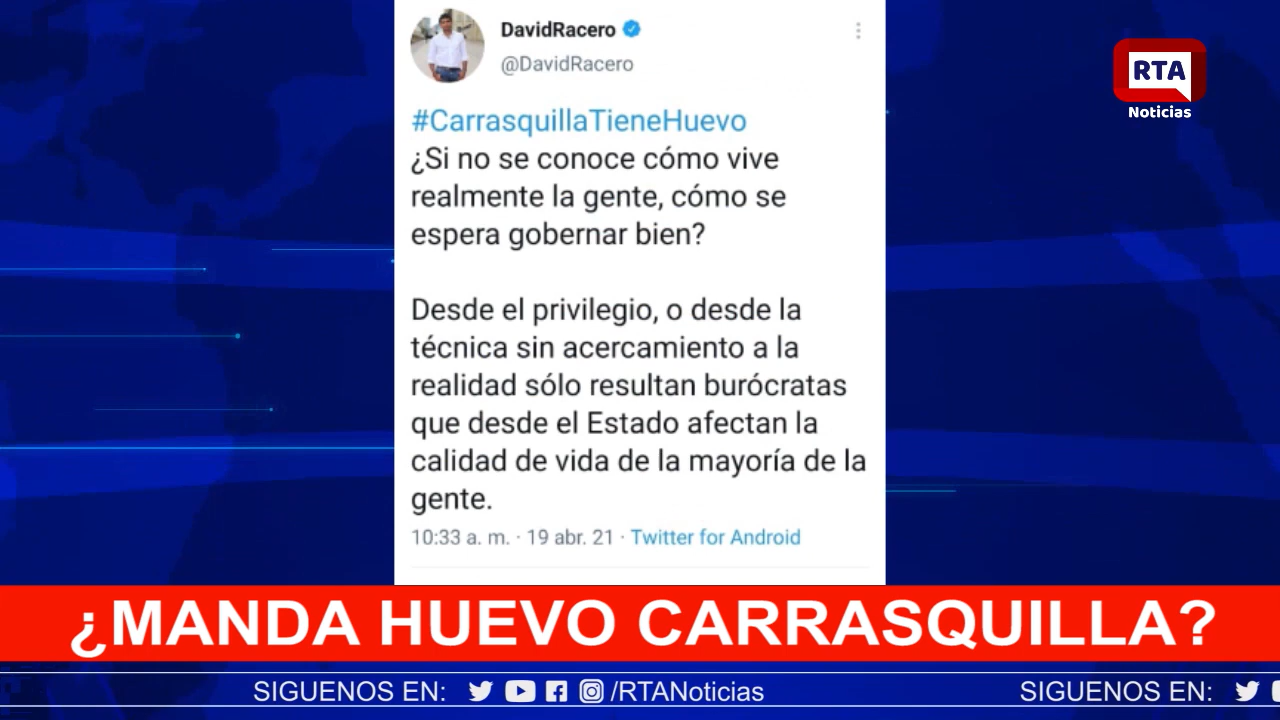 DavidRacero
@DavidRacero
#CarrasquillaTieneHuevo
¿Si no se conoce cómo vive
realmente la gente, cómo se
espera gobernar bien?
Desde el privilegio, o desde la
técnica sin acercamiento a la
realidad sólo resultan burócratas
que desde el Estado afectan la
calidad de vida de la mayoría de la
gente.
10:33 a. m. · 19 abr. 21 · Twitter for Android
RTA
Noticias
¿MANDA HUEVO CARRASQUILLA?
SIGUENOS EN: /RTANoticias SIGUENOS EN: